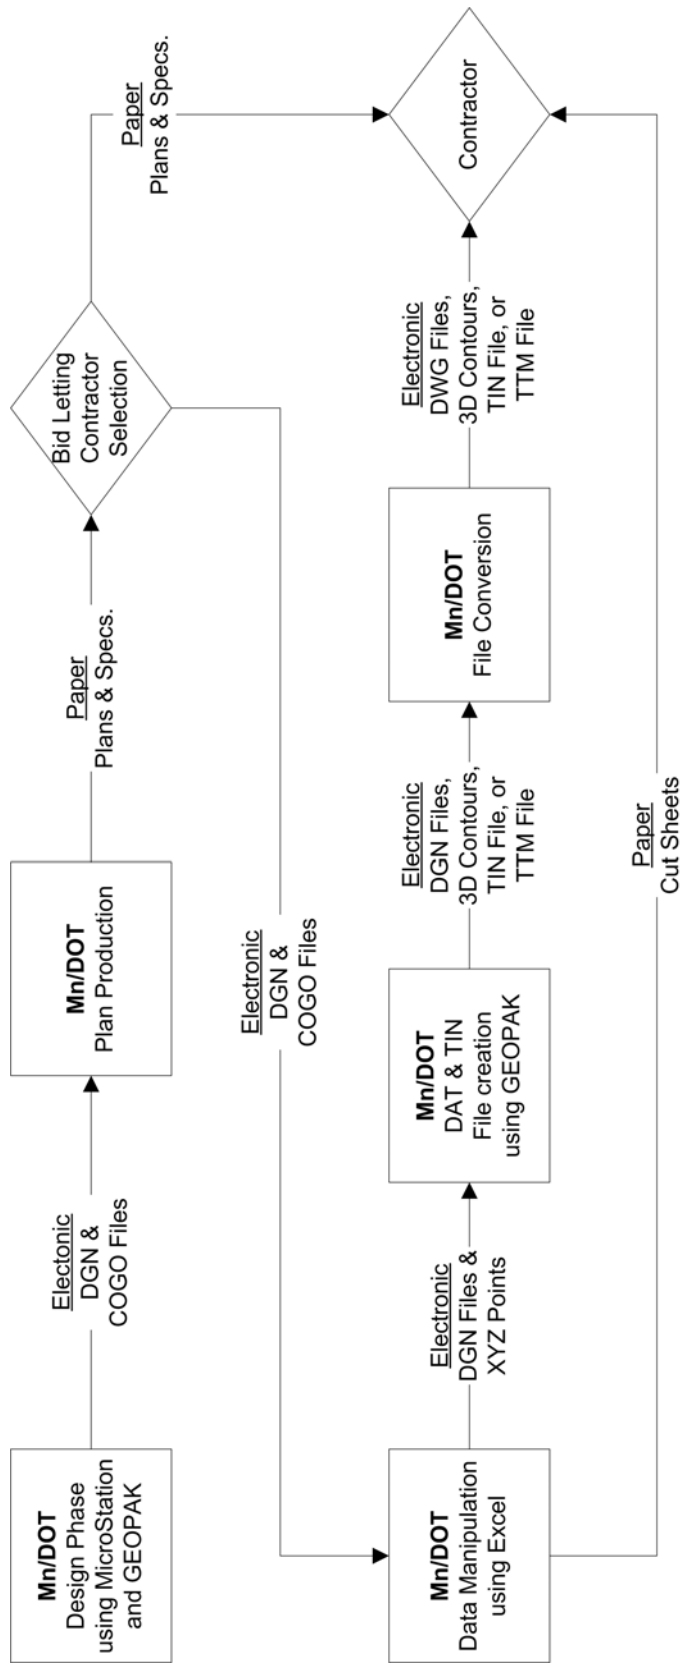 Mn/DOT
Design Phase
using MicroStation
and GEOPAK
Electonic
DGN &
COGO Files
Mn/DOT
Plan Production
Paper
Plans & Specs.
Bid Letting
Contractor
Selection
Paper
Plans & Specs.
Electronic
DGN &
COGO Files
Mn/DOT
Data Manipulation
using Excel
Electronic
DGN Files &
XYZ Points
Mn/DOT
DAT & TIN
File creation
using GEOPAK
Electronic
DGN Files,
3D Contours,
TIN File, or
TTM File
Mn/DOT
File Conversion
Electronic
DWG Files,
3D Contours,
TIN File, or
TTM File
Contractor
Paper
Cut Sheets